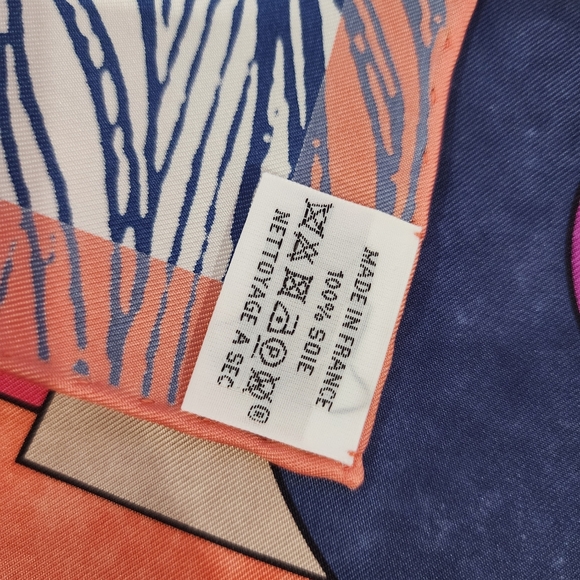 MADE IN FRANCE
100% SOIE
Ⓟ ®
NETTOYAGE A SEC